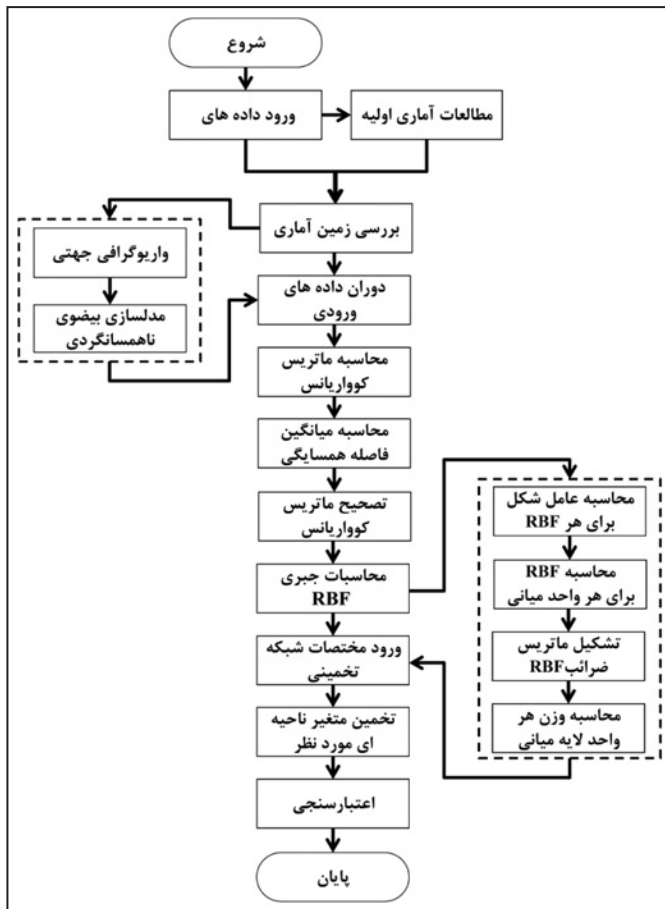 شروع
ورود داده های
مطالعات آماری اولیه
بررسی زمین آماری
واریوگرافی جهتی
مدلسازی بیضوی
ناهمسانگردی
دوران داده های
ورودی
محاسبه ماتریس
کوواریانس
محاسبه میانگین
فاصله همسایگی
تصحیح ماتریس
کوواریانس
محاسبات جبری
RBF
محاسبه عامل شکل
برای هر RBF
محاسبه RBF
برای هر واحد میانی
تشکیل ماتریس
ضرائبRBF
محاسبه وزن هر
واحد لایه میانی
ورود مختصات شبکه
تخمینی
تخمین متغیر ناحیه
ای مورد نظر
اعتبارسنجی
پایان